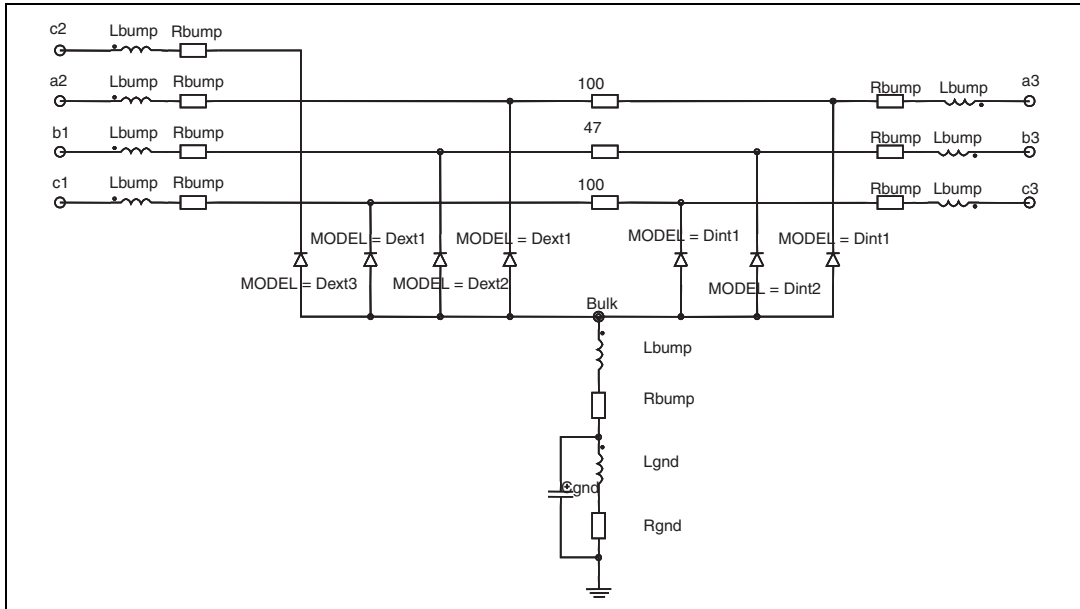 c2 Lbump Rbump
a2 Lbump Rbump 100 Rbump Lbump a3
b1 Lbump Rbump 47 Rbump Lbump b3
c1 Lbump Rbump 100 Rbump Lbump c3
MODEL = Dext1 MODEL = Dext1 MODEL = Dint1 MODEL = Dint1
MODEL = Dext3 MODEL = Dext2 MODEL = Dint2
Bulk
Lbump
Rbump
Lgnd
Cgnd
Rgnd